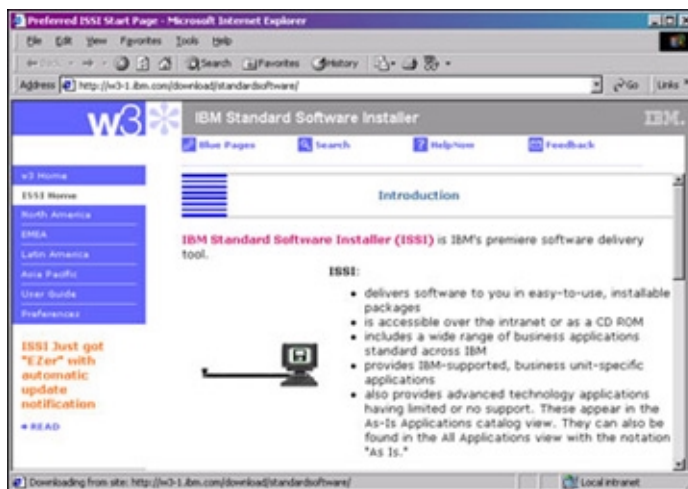 Preferred ISSI Start Page - Microsoft Internet Explorer
File Edit View Favorites Tools Help
Back Search Favorites History
Address http://w3-1.ibm.com/download/standardsoftware/ Go Links »
w3 IBM Standard Software Installer IBM.
Blue Pages Search HelpNow Feedback
v3 Home
ISSI Home
North America
EMEA
Latin America
Asia Pacific
User Guide
Preferences
ISSI Just got
"EZer" with
automatic
update
notification
READ
Introduction
IBM Standard Software Installer (ISSI) is IBM's premiere software delivery
tool.
ISSI:
• delivers software to you in easy-to-use, installable
packages
• is accessible over the intranet or as a CD ROM
• includes a wide range of business applications
standard across IBM
• provides IBM-supported, business unit-specific
applications
• also provides advanced technology applications
having limited or no support. These appear in the
As-Is Applications catalog view. They can also be
found in the All Applications view with the notation
"As Is."
Downloading from site: http://w3-1.ibm.com/download/standardsoftware/ Local intranet